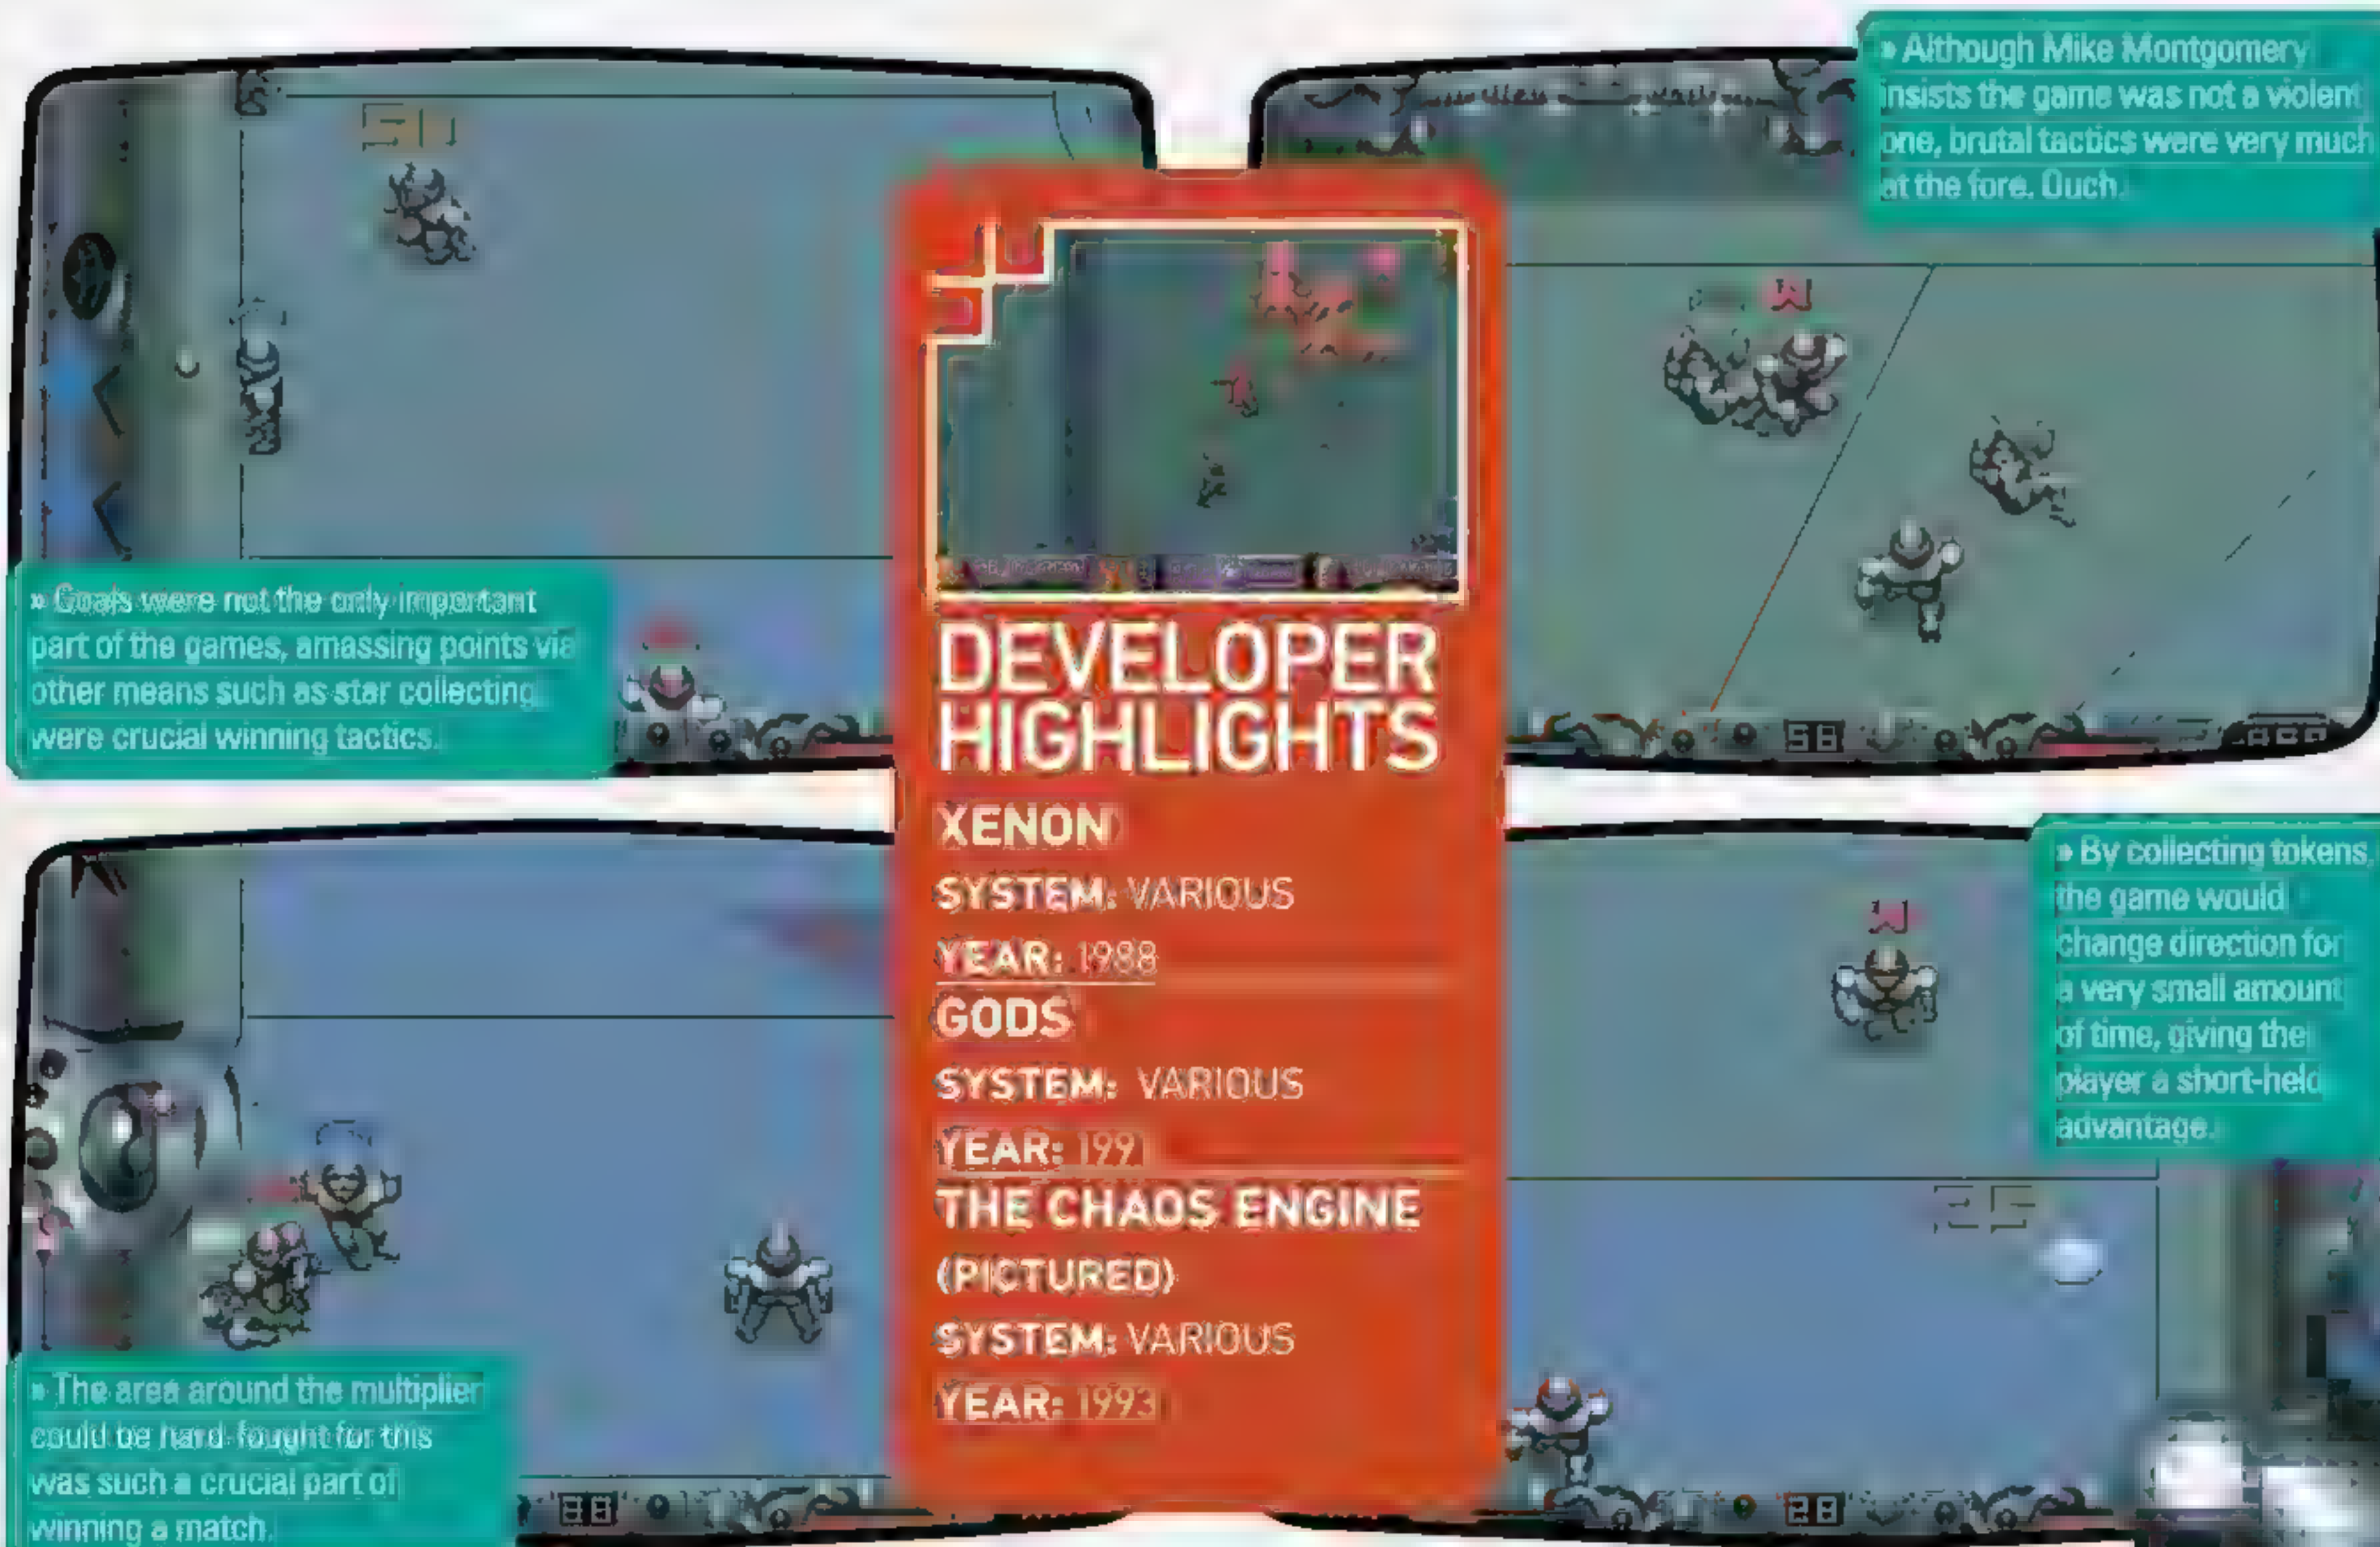 » Although Mike Montgomery
insists the game was not a violent
one, brutal tactics were very much
at the fore. Ouch.
50
» Goals were not the only important
part of the games, amassing points via
other means such as star collecting
were crucial winning tactics.
58
DEVELOPER
HIGHLIGHTS
XENON
SYSTEM: VARIOUS
YEAR: 1988
GODS
SYSTEM: VARIOUS
YEAR: 1991
THE CHAOS ENGINE
(PICTURED)
SYSTEM: VARIOUS
YEAR: 1993
» By collecting tokens,
the game would
change direction for
a very small amount
of time, giving the
player a short-held
advantage.
» The area around the multiplier
could be hard-fought for this
was such a crucial part of
winning a match.
28